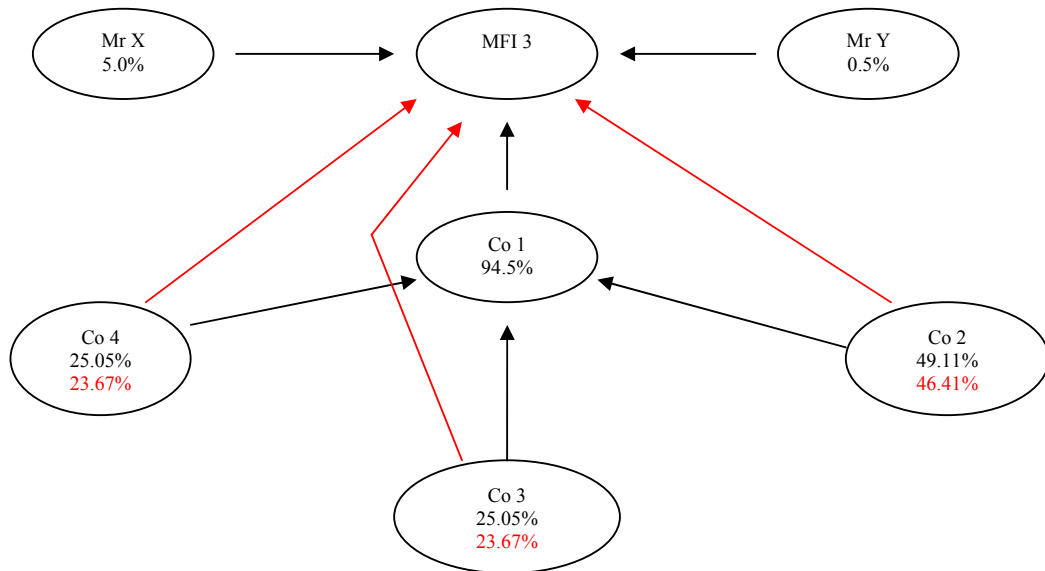 Mr X
5.0%
MFI 3
Mr Y
0.5%
Co 1
94.5%
Co 4
25.05%
23.67%
Co 2
49.11%
46.41%
Co 3
25.05%
23.67%